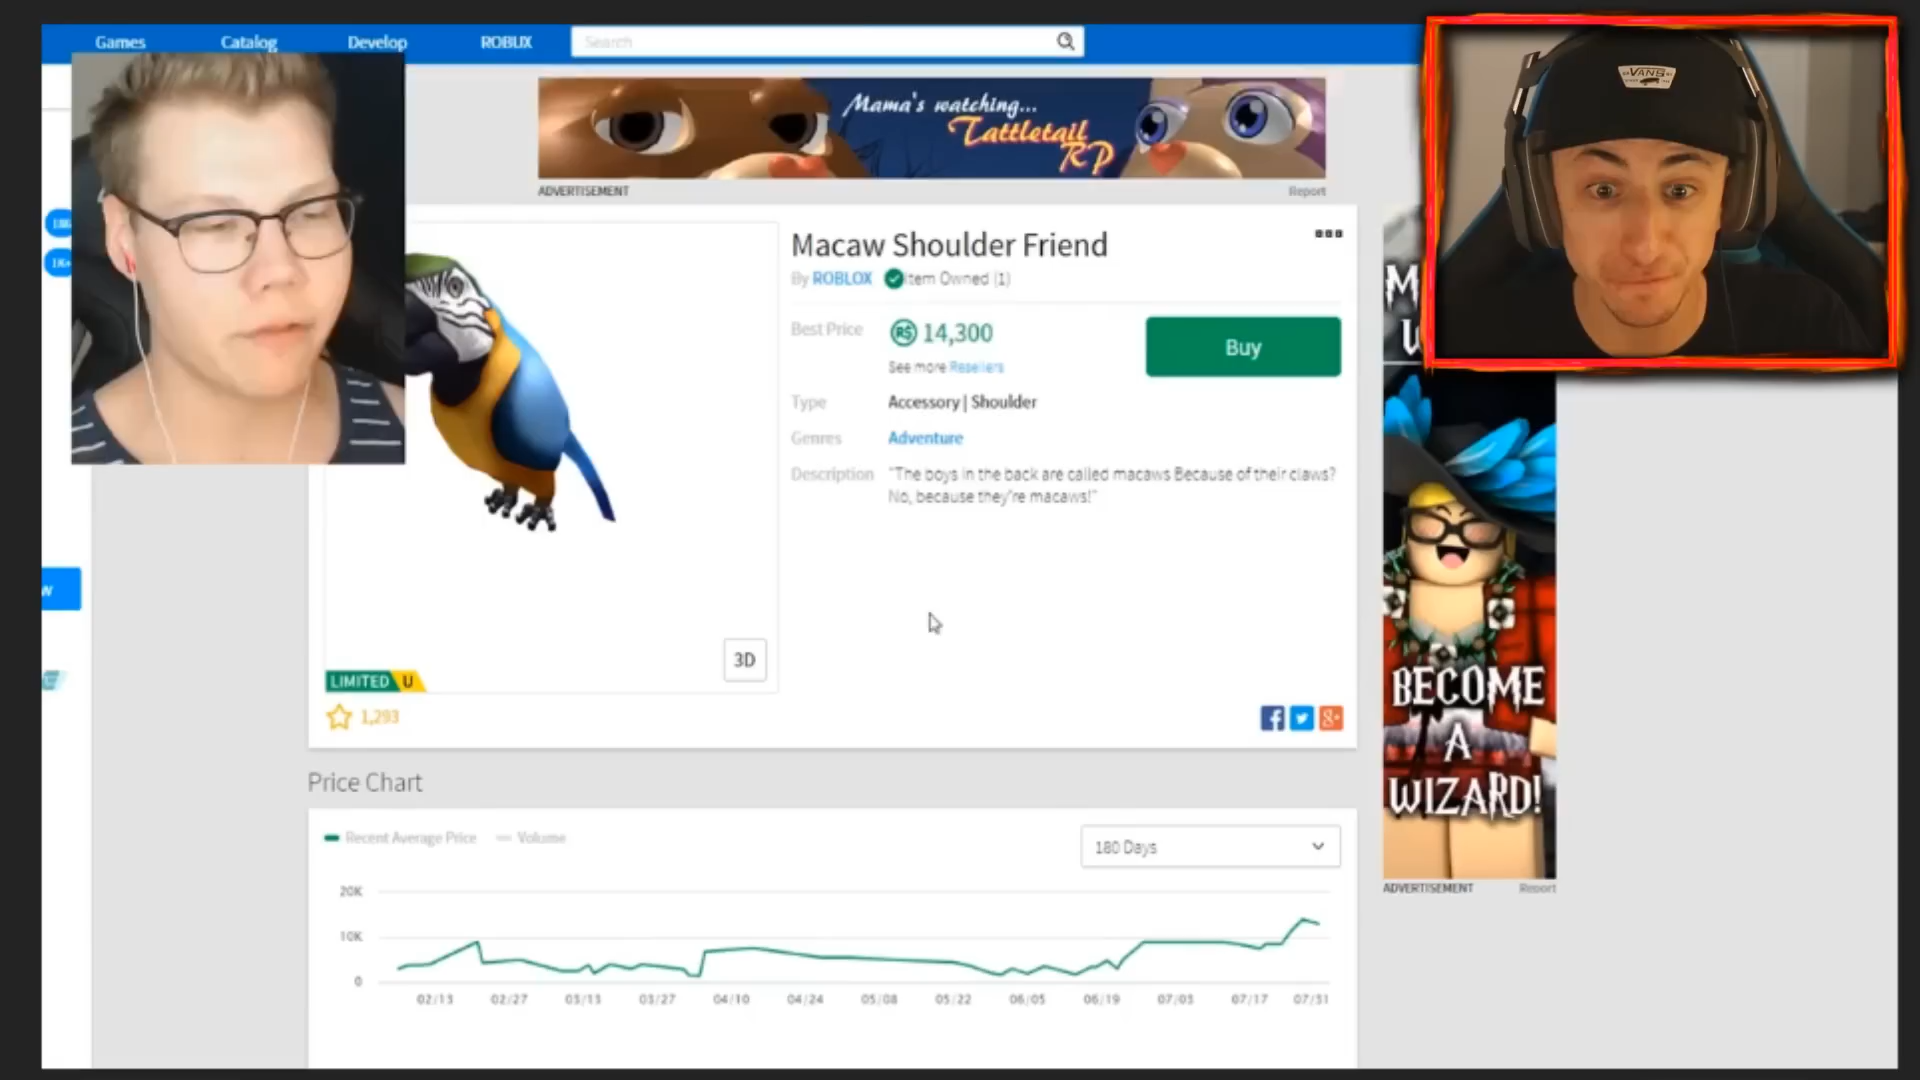 Games Catalog Develop ROBUX Search
VANS
Mama's watching...
Tattletail
RP
ADVERTISEMENT Report
Macaw Shoulder Friend
By ROBLOX Item Owned (1)
Best Price R$ 14,300
Buy
See more Resellers
Type Accessory | Shoulder
Genres Adventure
Description "The boys in the back are called macaws Because of their claws?
No, because they're macaws!"
3D
LIMITED U
1,293
f 8+
BECOME
A
WIZARD!
ADVERTISEMENT Report
Price Chart
Recent Average Price Volume
180 Days
20K
10K
0
02/13 02/27 03/13 03/27 04/10 04/24 05/08 05/22 06/05 06/19 07/03 07/17 07/31